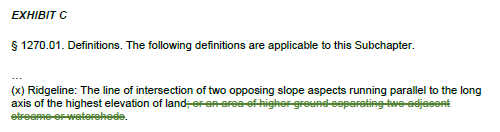 EXHIBIT C
§ 1270.01. Definitions. The following definitions are applicable to this Subchapter.
...
(x) Ridgeline: The line of intersection of two opposing slope aspects running parallel to the long
axis of the highest elevation of land; or an area of higher ground separating two adjacent
streams or watersheds.